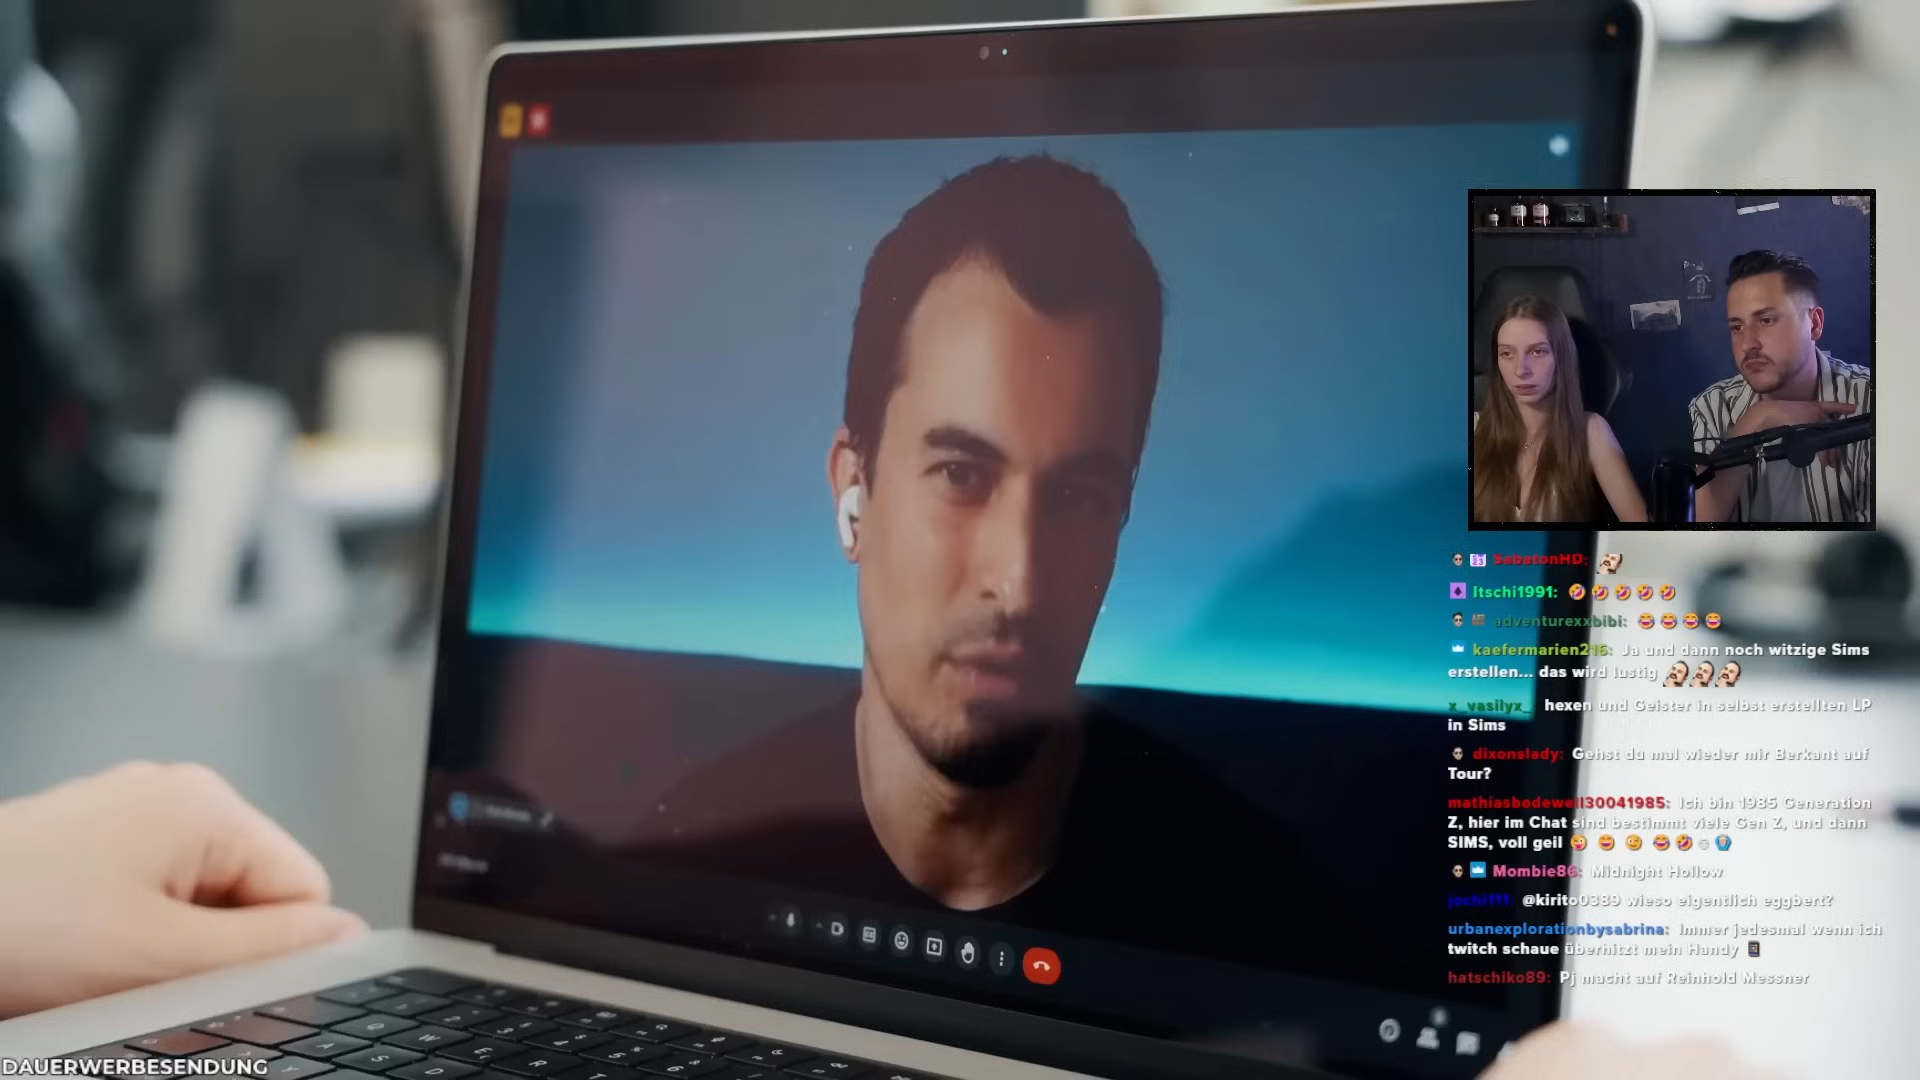 SabatonHD:
Itschi1991:
adventurexxbibi:
kaefermarien216: Ja und dann noch witzige Sims
erstellen... das wird lustig
x_vasilyx_: hexen und Geister in selbst erstellten LP
in Sims
dixonslady: Gehst du mal wieder mir Berkant auf
Tour?
mathiasbodewell30041985: Ich bin 1985 Generation
Z, hier im Chat sind bestimmt viele Gen Z, und dann
SIMS, voll geil
Mombie86: Midnight Hollow
jochi111: @kirito0389 wieso eigentlich eggbert?
urbanexplorationbysabrina: Immer jedesmal wenn ich
twitch schaue überhitzt mein Handy
hatschiko89: Pj macht auf Reinhold Messner
DAUERWERBESENDUNG